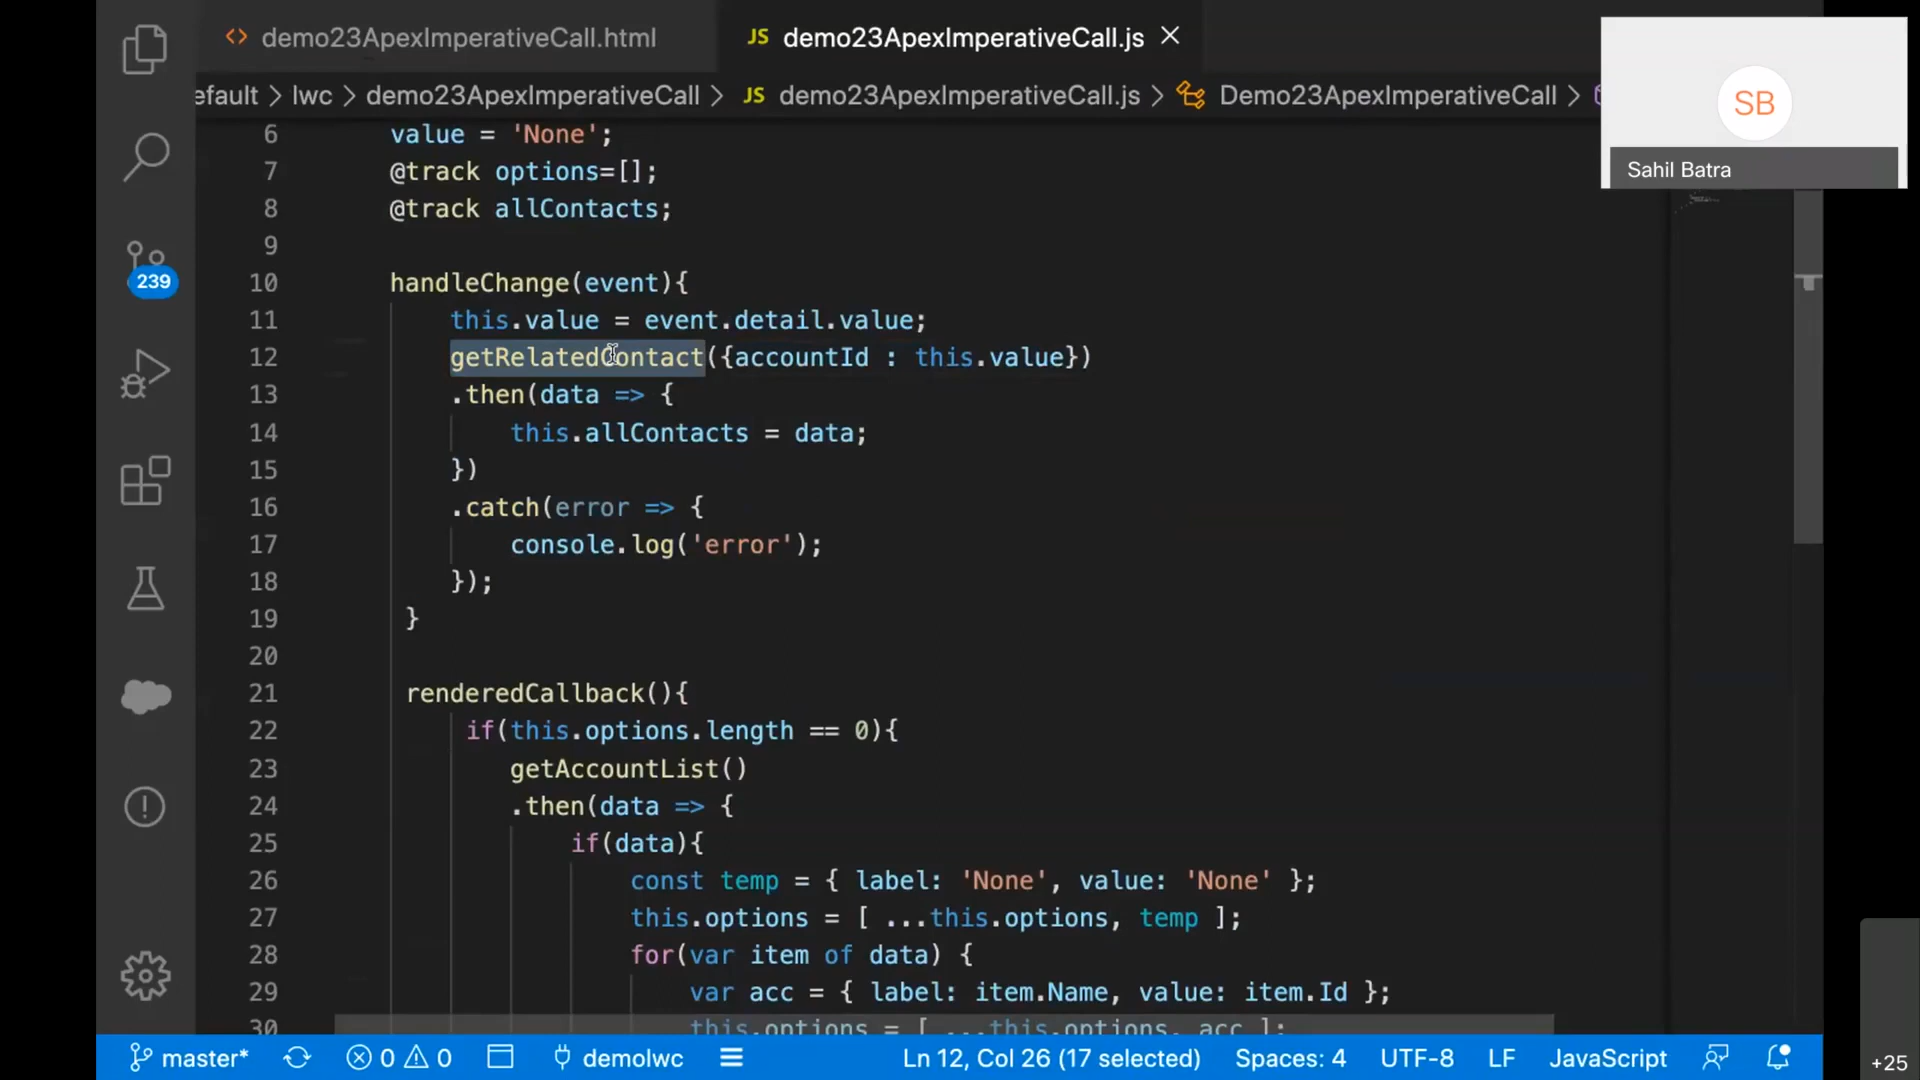 demo23ApexImperativeCall.html
JS demo23ApexImperativeCall.js
efault > lwc > demo23ApexImperativeCall > JS demo23ApexImperativeCall.js > Demo23ApexImperativeCall >
SB
Sahil Batra
6 value = 'None';
7 @track options=[];
8 @track allContacts;
9
10 handleChange(event){
11 this.value = event.detail.value;
12 getRelatedContact({accountId : this.value})
13 .then(data => {
14 this.allContacts = data;
15 })
16 .catch(error => {
17 console.log('error');
18 });
19 }
20
21 renderedCallback(){
22 if(this.options.length == 0){
23 getAccountList()
24 .then(data => {
25 if(data){
26 const temp = { label: 'None', value: 'None' };
27 this.options = [ ...this.options, temp ];
28 for(var item of data) {
29 var acc = { label: item.Name, value: item.Id };
30 this.options = [ ...this.options, acc ];
239
master* 0 0 demolwc Ln 12, Col 26 (17 selected) Spaces: 4 UTF-8 LF JavaScript
+25